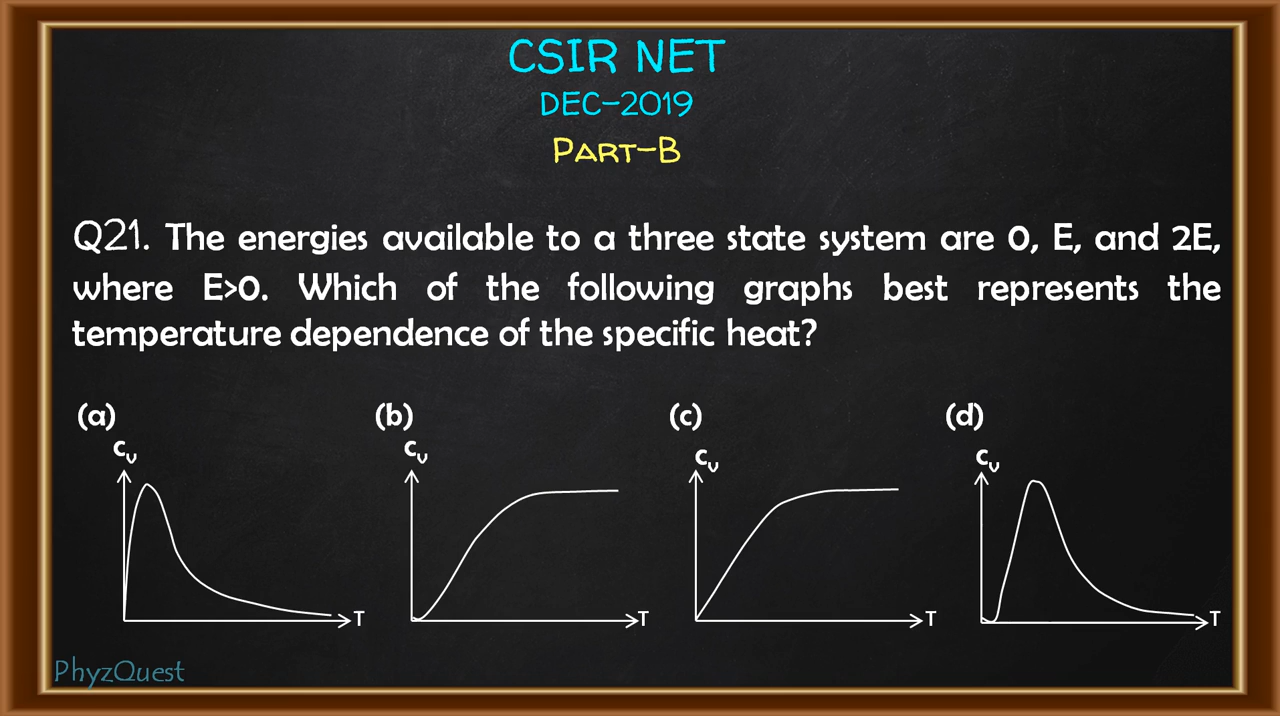 CSIR NET
DEC-2019
PART-B
Q21. The energies available to a three state system are 0, E, and 2E,
where E>0. Which of the following graphs best represents the
temperature dependence of the specific heat?
(a) (b) (c) (d)
Cv Cv Cv Cv
T T T T
PhyzQuest